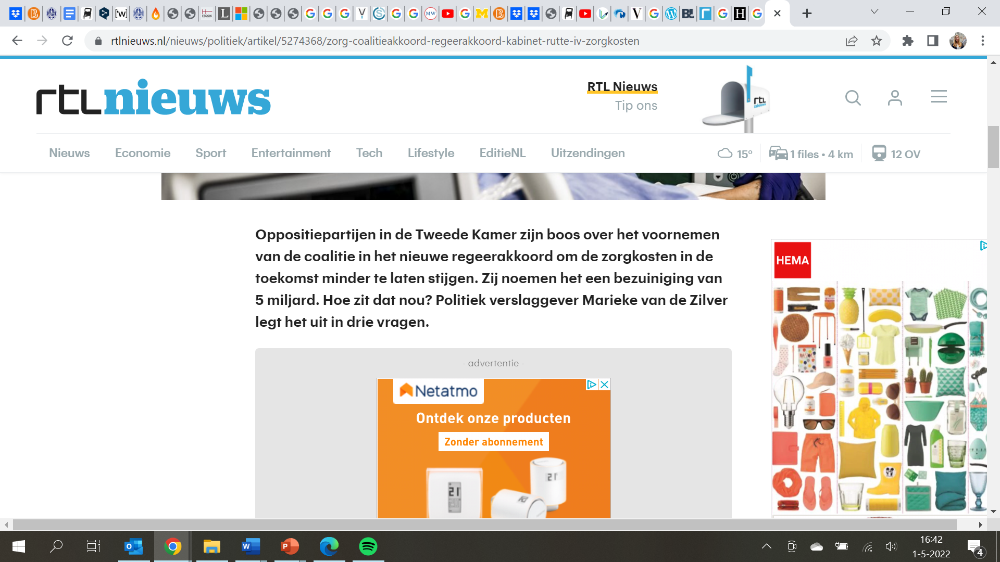 rtlnieuws.nl/nieuws/politiek/artikel/5274368/zorg-coalitieakkoord-regeerakkoord-kabinet-rutte-iv-zorgkosten
rtlnieuws
RTL Nieuws
Tip ons
rtl
nieuws
Nieuws Economie Sport Entertainment Tech Lifestyle EditieNL Uitzendingen 15° 1 files • 4 km 12 OV
Oppositiepartijen in de Tweede Kamer zijn boos over het voornemen
van de coalitie in het nieuwe regeerakkoord om de zorgkosten in de
toekomst minder te laten stijgen. Zij noemen het een bezuiniging van
5 miljard. Hoe zit dat nou? Politiek verslaggever Marieke van de Zilver
legt het uit in drie vragen.
HEMA
- advertentie -
Netatmo
Ontdek onze producten
Zonder abonnement
21
21
16:42
1-5-2022
4